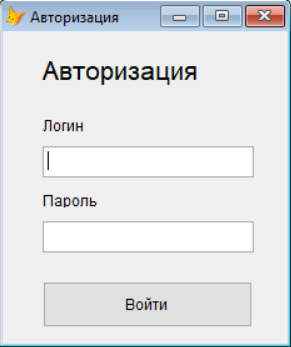 Авторизация
Авторизация
Логин
Пароль
Войти